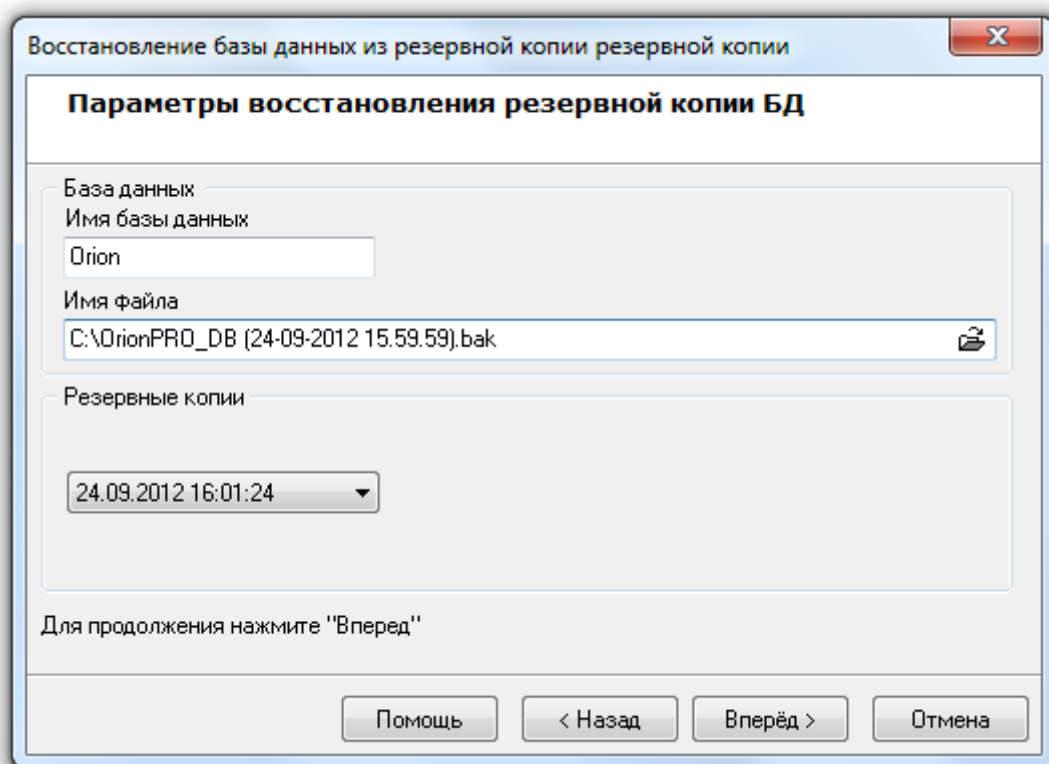 Восстановление базы данных из резервной копии резервной копии
Параметры восстановления резервной копии БД
База данных
Имя базы данных
Orion
Имя файла
C:\OrionPRO_DB (24-09-2012 15.59.59).bak
Резервные копии
24.09.2012 16:01:24
Для продолжения нажмите "Вперед"
Помощь < Назад Вперёд > Отмена